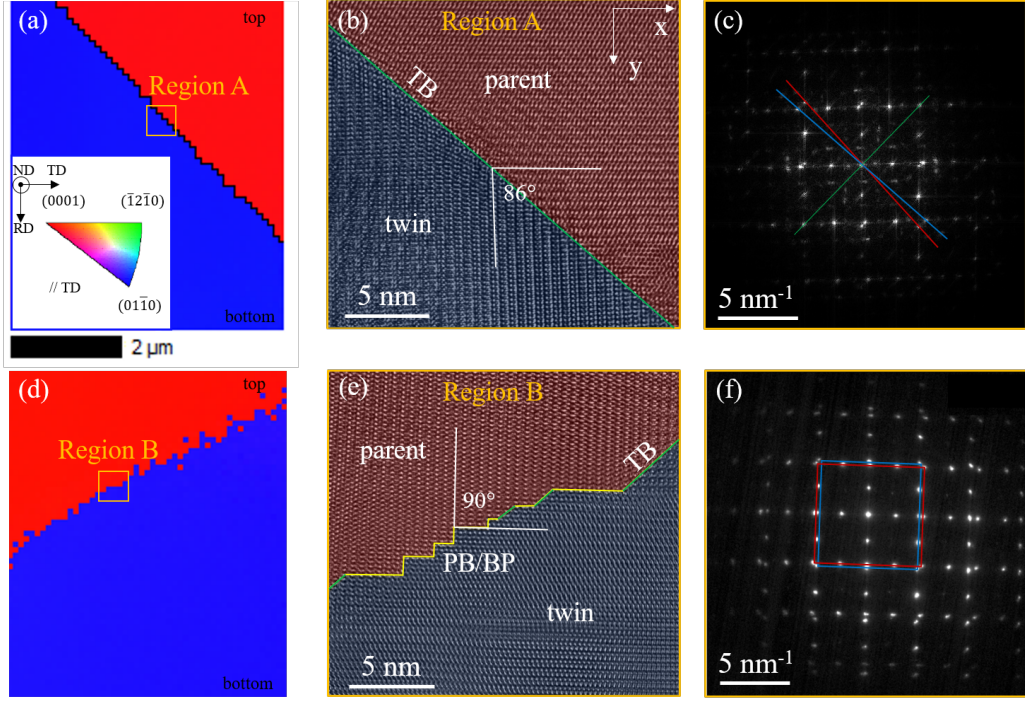 (a)
top
Region A
ND TD
(0001) (1̅21̅0)
RD
// TD
(011̅0)
bottom
2 µm
(b)
Region A
x
y
TB
parent
86°
twin
5 nm
(c)
5 nm⁻¹
(d)
top
Region B
bottom
(e)
Region B
parent
TB
90°
PB/BP
twin
5 nm
(f)
5 nm⁻¹